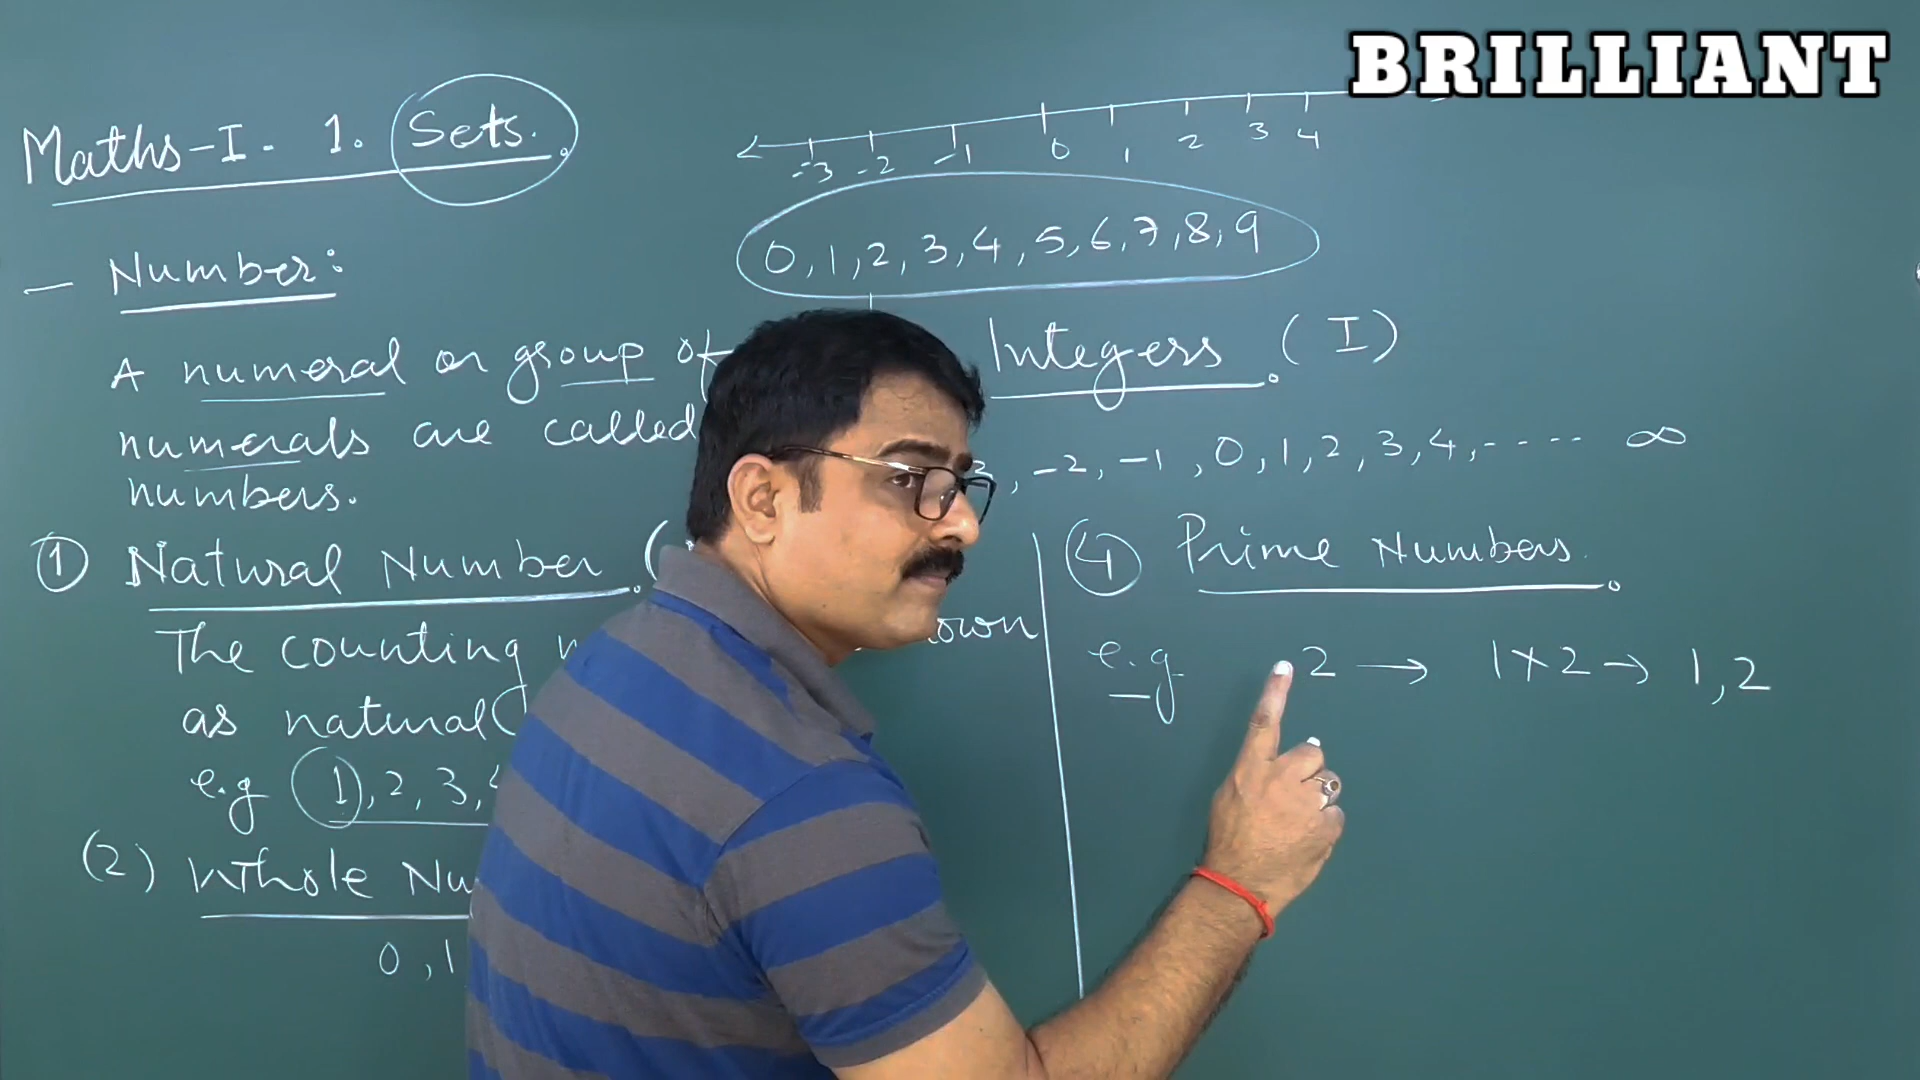 BRILLIANT
Maths-I. 1. Sets.
-3 -2 -1 0 1 2 3 4
0, 1, 2, 3, 4, 5, 6, 7, 8, 9
– Number:
A numeral or group of
numerals are called
numbers.
① Natural Number (
The counting
as natural
e.g 1, 2, 3,
(2) Whole
0, 1
Integers. (I)
, -2, -1, 0, 1, 2, 3, 4, ---- ∞
④ Prime Numbers.
e.g 2 → 1×2 → 1, 2